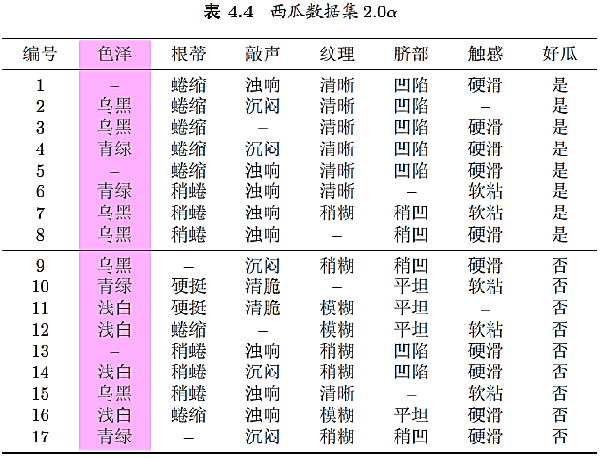 表 4.4 西瓜数据集 2.0α
编号 色泽 根蒂 敲声 纹理 脐部 触感 好瓜
1 – 蜷缩 浊响 清晰 凹陷 硬滑 是
2 乌黑 蜷缩 沉闷 清晰 凹陷 – 是
3 乌黑 蜷缩 – 清晰 凹陷 硬滑 是
4 青绿 蜷缩 沉闷 清晰 凹陷 硬滑 是
5 – 蜷缩 浊响 清晰 凹陷 硬滑 是
6 青绿 稍蜷 浊响 清晰 – 软粘 是
7 乌黑 稍蜷 浊响 稍糊 稍凹 软粘 是
8 乌黑 稍蜷 浊响 – 稍凹 硬滑 是
9 乌黑 – 沉闷 稍糊 稍凹 硬滑 否
10 青绿 硬挺 清脆 – 平坦 软粘 否
11 浅白 硬挺 清脆 模糊 平坦 – 否
12 浅白 蜷缩 – 模糊 平坦 软粘 否
13 – 稍蜷 浊响 稍糊 凹陷 硬滑 否
14 浅白 稍蜷 沉闷 稍糊 凹陷 硬滑 否
15 乌黑 稍蜷 浊响 清晰 – 软粘 否
16 浅白 蜷缩 浊响 模糊 平坦 硬滑 否
17 青绿 – 沉闷 稍糊 稍凹 硬滑 否